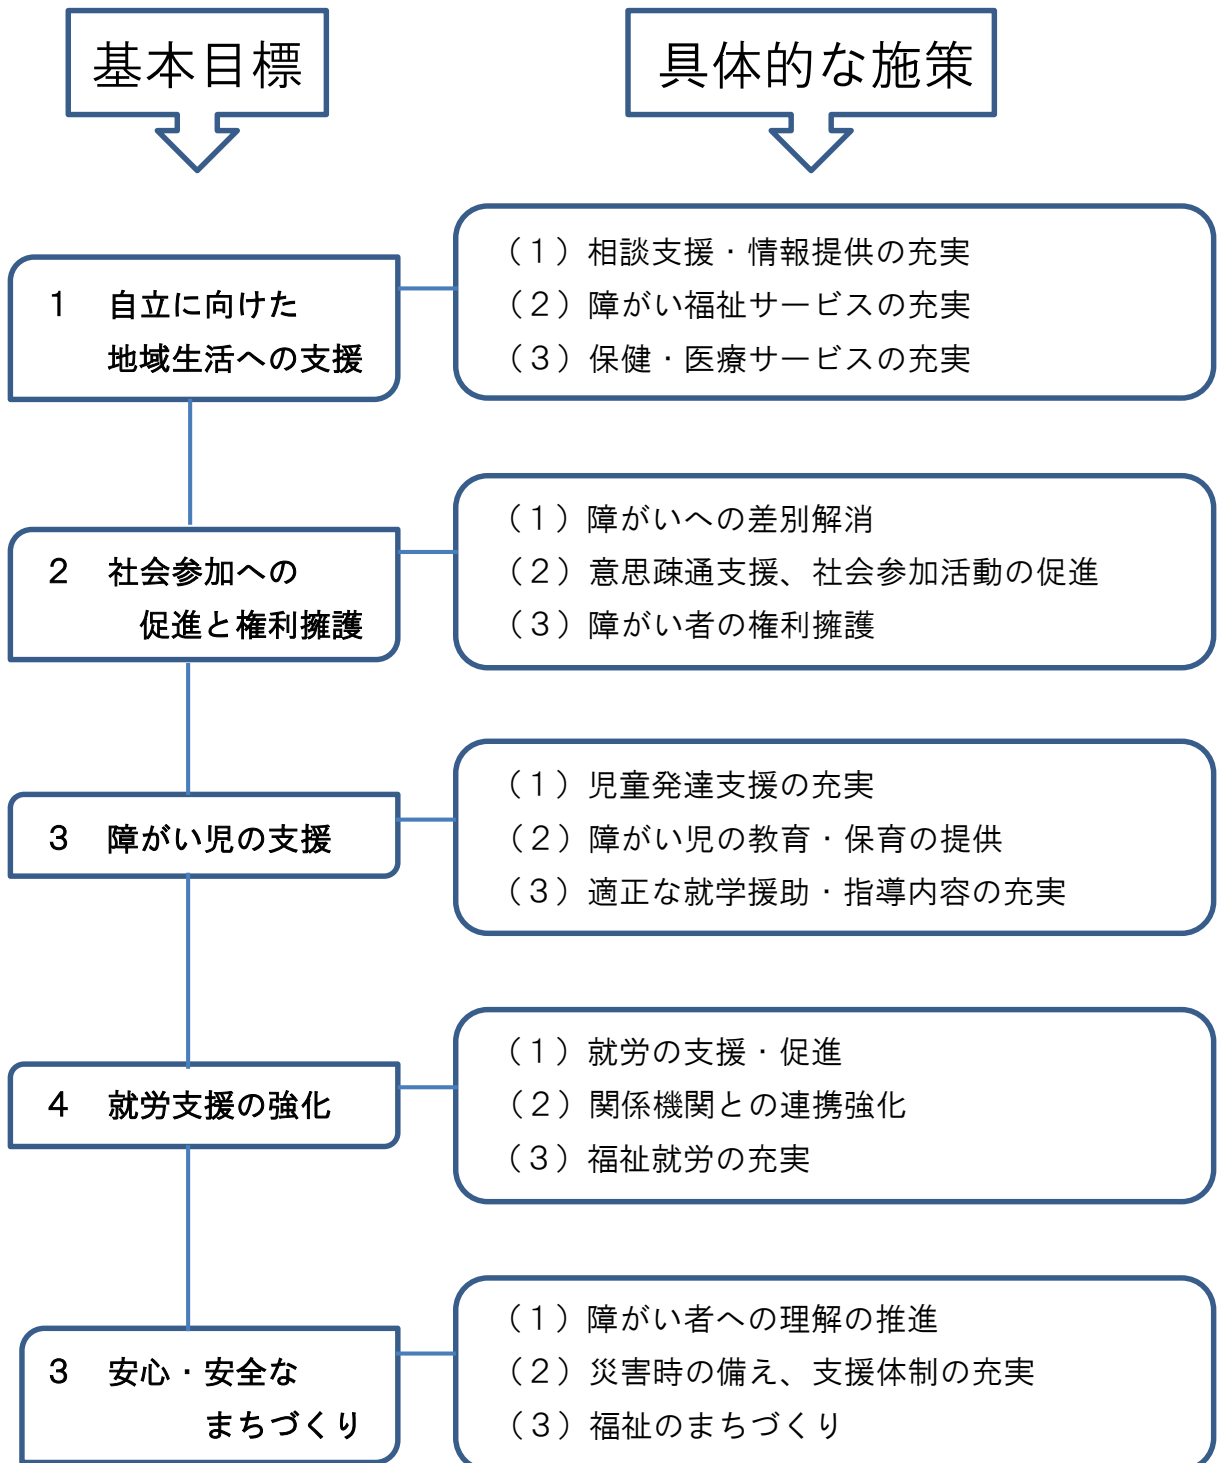 基本目標
具体的な施策
1 自立に向けた
地域生活への支援
（1）相談支援・情報提供の充実
（2）障がい福祉サービスの充実
（3）保健・医療サービスの充実
2 社会参加への
促進と権利擁護
（1）障がいへの差別解消
（2）意思疎通支援、社会参加活動の促進
（3）障がい者の権利擁護
3 障がい児の支援
（1）児童発達支援の充実
（2）障がい児の教育・保育の提供
（3）適正な就学援助・指導内容の充実
4 就労支援の強化
（1）就労の支援・促進
（2）関係機関との連携強化
（3）福祉就労の充実
3 安心・安全な
まちづくり
（1）障がい者への理解の推進
（2）災害時の備え、支援体制の充実
（3）福祉のまちづくり